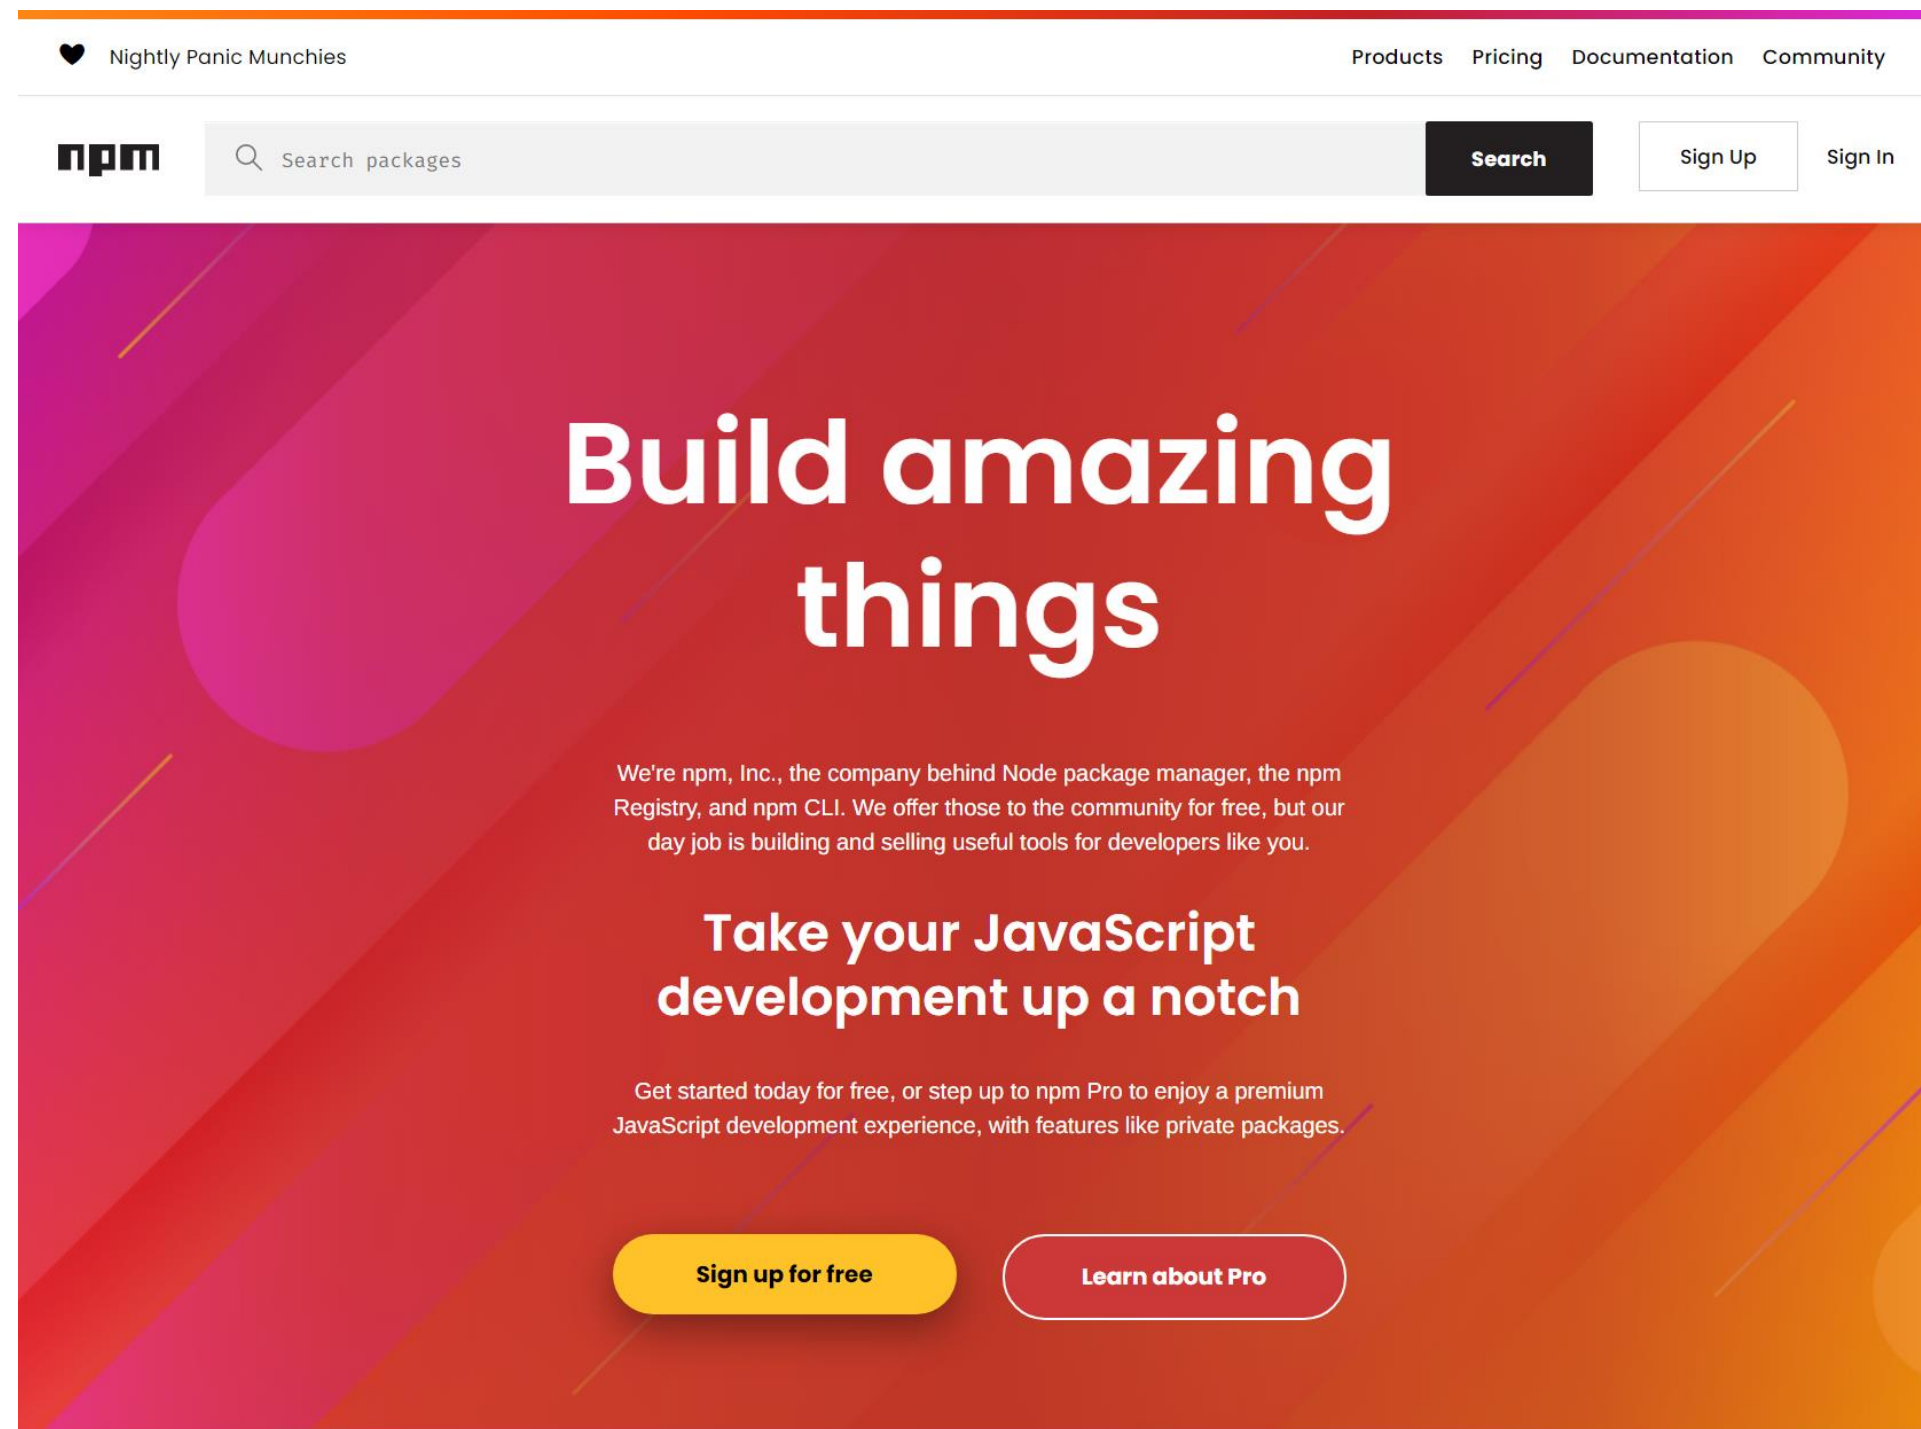 Nightly Panic Munchies
Products Pricing Documentation Community
npm
Search packages
Search
Sign Up
Sign In
Build amazing
things
We're npm, Inc., the company behind Node package manager, the npm
Registry, and npm CLI. We offer those to the community for free, but our
day job is building and selling useful tools for developers like you.
Take your JavaScript
development up a notch
Get started today for free, or step up to npm Pro to enjoy a premium
JavaScript development experience, with features like private packages.
Sign up for free
Learn about Pro